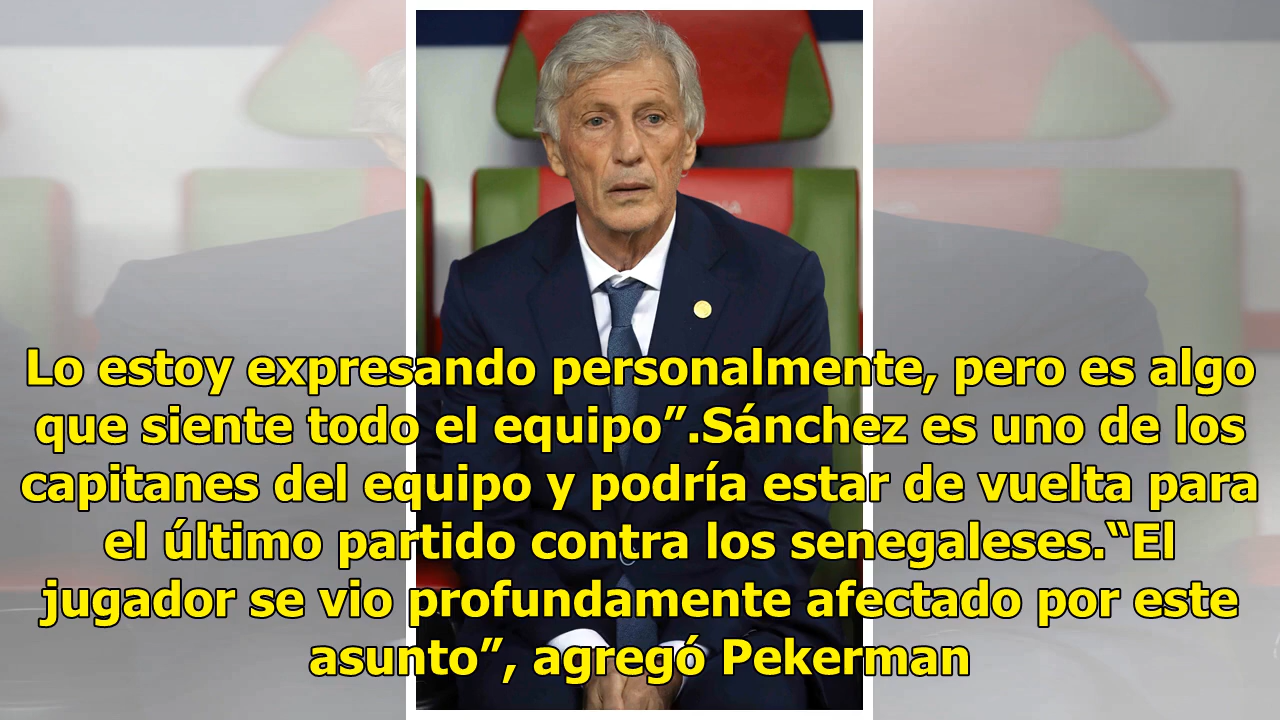 Lo estoy expresando personalmente, pero es algo
que siente todo el equipo”.Sánchez es uno de los
capitanes del equipo y podría estar de vuelta para
el último partido contra los senegaleses.“El
jugador se vio profundamente afectado por este
asunto”, agregó Pekerman